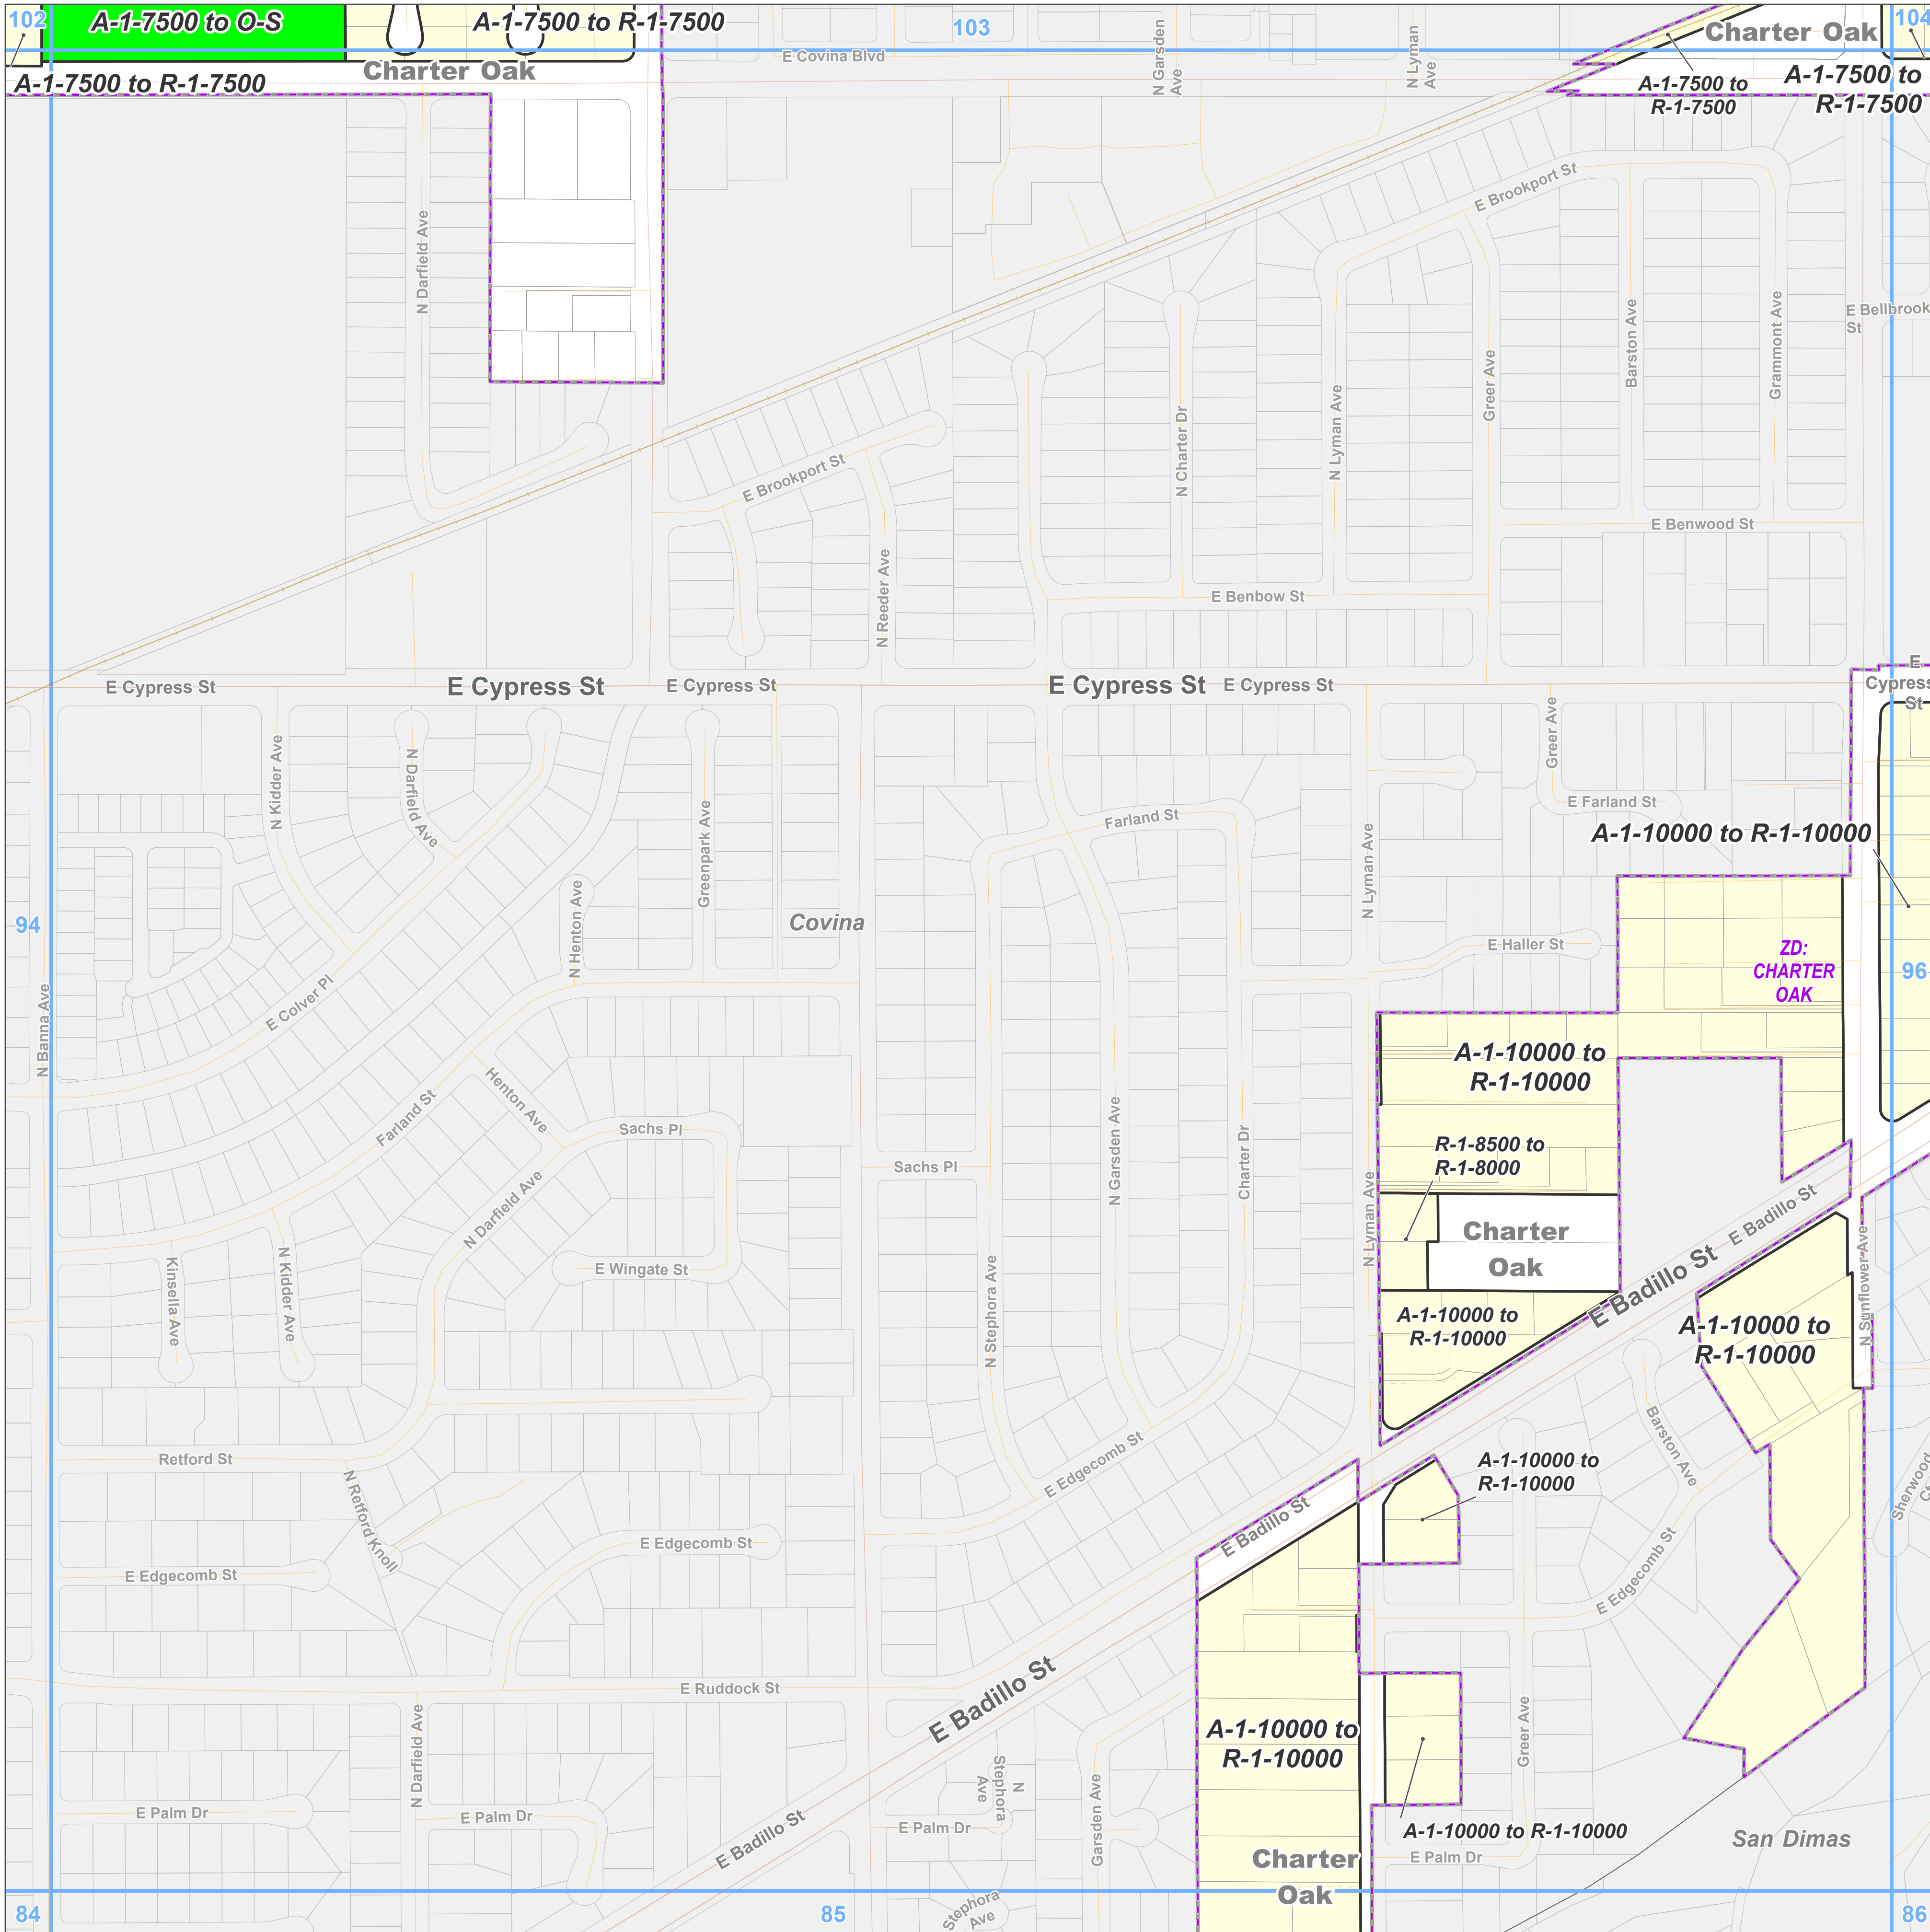 102
A-1-7500 to O-S
A-1-7500 to R-1-7500
103
104
Charter Oak
E Covina Blvd
N Garsden
Ave
N Lyman
Ave
Charter Oak
A-1-7500 to R-1-7500
A-1-7500 to
R-1-7500
A-1-7500 to
R-1-7500
N Darfield Ave
E Brookport St
Barston Ave
Grammont Ave
E Bellbrook
St
Greer Ave
N Charter Dr
N Lyman Ave
E Brookport St
N Reeder Ave
E Benwood St
E Benbow St
E Cypress St
E Cypress St
E Cypress St
E Cypress St
E Cypress St
E
Cypress
St
N Kidder Ave
N Darfield Ave
Greenpark Ave
Farland St
N Lyman Ave
Greer Ave
E Farland St
A-1-10000 to R-1-10000
94
N Henton Ave
Covina
E Haller St
ZD:
CHARTER
OAK
96
N Banna Ave
E Colver Pl
A-1-10000 to
R-1-10000
Henton Ave
Farland St
Sachs Pl
N Garsden Ave
Charter Dr
R-1-8500 to
R-1-8000
Sachs Pl
N Lyman Ave
Charter
Oak
N Darfield Ave
E Badillo St
E Badillo St
N Sunflower Ave
E Wingate St
Kinsella Ave
N Kidder Ave
N Stephora Ave
A-1-10000 to
R-1-10000
A-1-10000 to
R-1-10000
Barston Ave
Retford St
E Edgecomb St
A-1-10000 to
R-1-10000
Sherwood
Ct
N Retford Knoll
E Badillo St
E Edgecomb St
E Edgecomb St
E Edgecomb St
E Ruddock St
E Badillo St
N Darfield Ave
A-1-10000 to
R-1-10000
Greer Ave
N
Stephora
Ave
Garsden Ave
E Palm Dr
E Palm Dr
E Badillo St
E Palm Dr
A-1-10000 to R-1-10000
San Dimas
E Palm Dr
Charter
Oak
Stephora
Ave
84
85
86